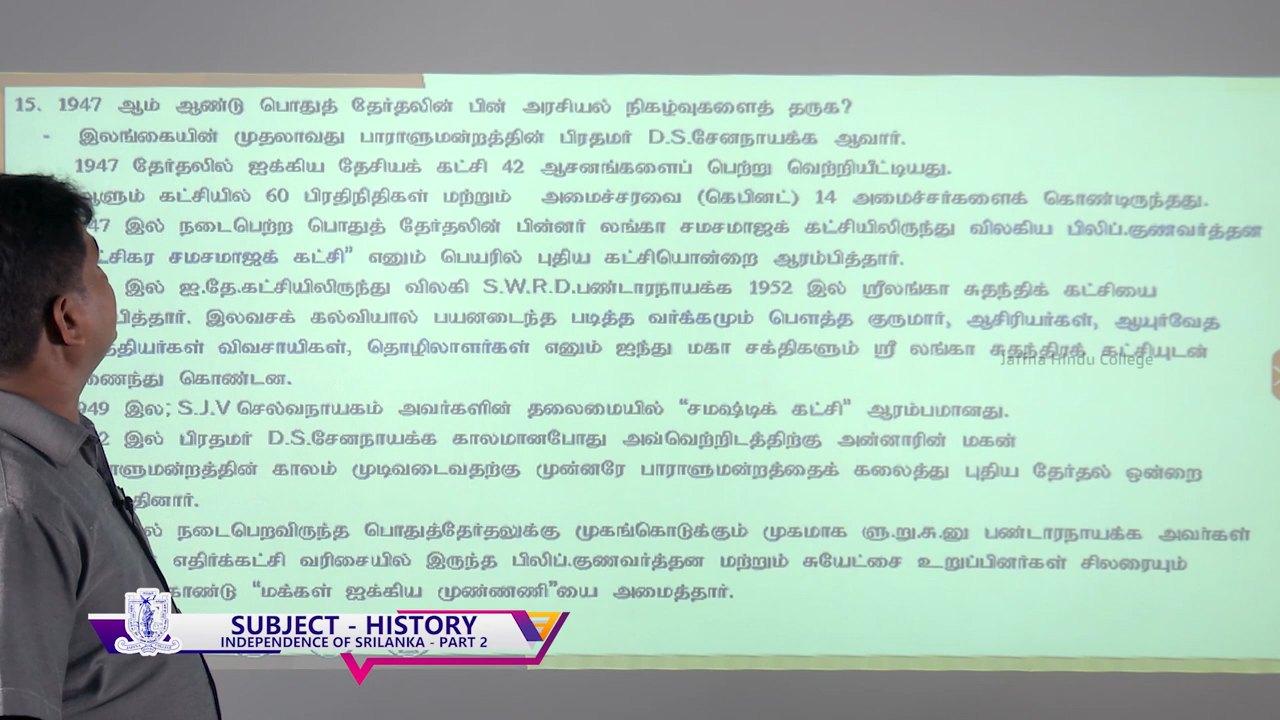 15. 1947 ஆம் ஆண்டு பொதுத் தேர்தலின் பின் அரசியல் நிகழ்வுகளைத் தருக?
- இலங்கையின் முதலாவது பாராளுமன்றத்தின் பிரதமர் D.S.சேனநாயக்க ஆவார்.
1947 தேர்தலில் ஐக்கிய தேசியக் கட்சி 42 ஆசனங்களைப் பெற்று வெற்றியீட்டியது.
ஆளும் கட்சியில் 60 பிரதிநிதிகள் மற்றும் அமைச்சரவை (கெபினட்) 14 அமைச்சர்களைக் கொண்டிருந்தது.
47 இல் நடைபெற்ற பொதுத் தேர்தலின் பின்னர் லங்கா சமசமாஜக் கட்சியிலிருந்து விலகிய பிலிப்.குணவர்த்தன
சமசமாஜக் கட்சி" எனும் பெயரில் புதிய கட்சியொன்றை ஆரம்பித்தார்.
இல் ஐ.தே.கட்சியிலிருந்து விலகி S.W.R.D.பண்டாரநாயக்க 1952 இல் ஸ்ரீலங்கா சுதந்திக் கட்சியை
இலவசக் கல்வியால் பயனடைந்த படித்த வர்க்கமும் பௌத்த குருமார், ஆசிரியர்கள், ஆயுர்வேத
விவசாயிகள், தொழிலாளர்கள் எனும் ஐந்து மகா சக்திகளும் ஸ்ரீ லங்கா சுதந்திரக் கட்சியுடன்
Jaffna Hindu College
கொண்டன.
இல; S.J.V செல்வநாயகம் அவர்களின் தலைமையில் "சமஷ்டிக் கட்சி" ஆரம்பமானது.
இல் பிரதமர் D.S.சேனநாயக்க காலமானபோது அவ்வெற்றிடத்திற்கு அன்னாரின் மகன்
காலம் முடிவடைவதற்கு முன்னரே பாராளுமன்றத்தைக் கலைத்து புதிய தேர்தல் ஒன்றை
நடைபெறவிருந்த பொதுத்தேர்தலுக்கு முகங்கொடுக்கும் முகமாக ளு.று.சு.னு பண்டாரநாயக்க அவர்கள்
எதிர்க்கட்சி வரிசையில் இருந்த பிலிப்.குணவர்த்தன மற்றும் சுயேட்சை உறுப்பினர்கள் சிலரையும்
"மக்கள் ஐக்கிய முண்ணணி"யை அமைத்தார்.
SUBJECT - HISTORY
INDEPENDENCE OF SRILANKA - PART 2